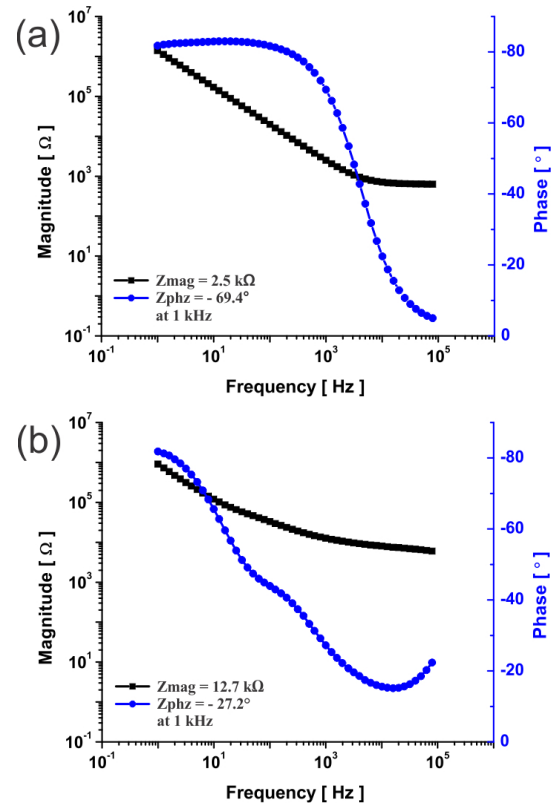 (a)
10^7
10^5
10^3
10^1
10^-1
Magnitude [ Ω ]
-80
-60
-40
-20
0
Phase [ ° ]
Zmag = 2.5 kΩ
Zphz = - 69.4°
at 1 kHz
10^-1
10^1
10^3
10^5
Frequency [ Hz ]
(b)
10^7
10^5
10^3
10^1
10^-1
Magnitude [ Ω ]
-80
-60
-40
-20
0
Phase [ ° ]
Zmag = 12.7 kΩ
Zphz = - 27.2°
at 1 kHz
10^-1
10^1
10^3
10^5
Frequency [ Hz ]